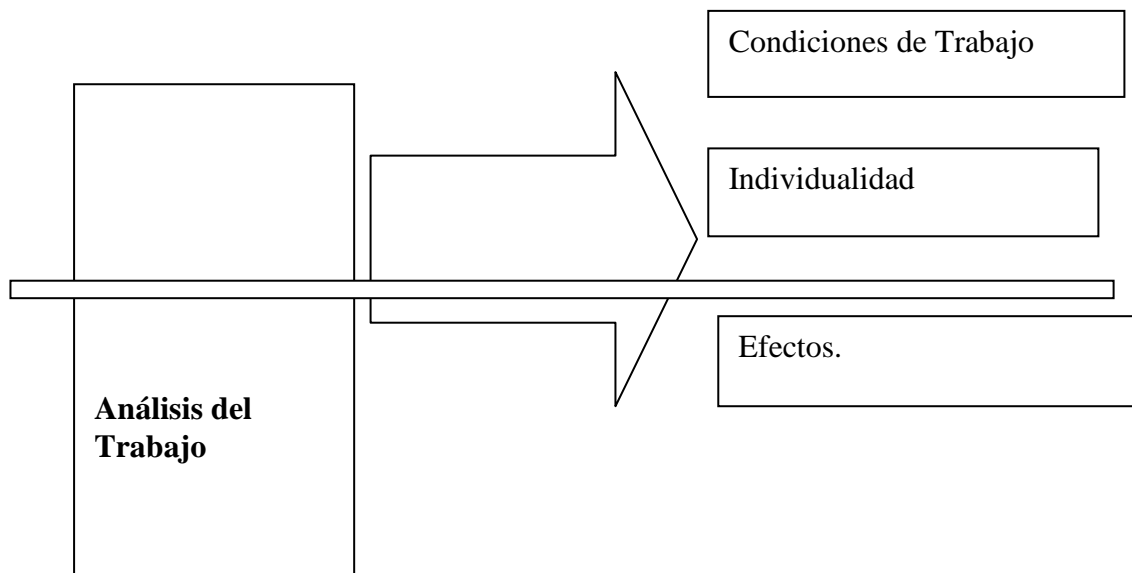 Condiciones de Trabajo
Individualidad
Efectos.
Análisis del
Trabajo